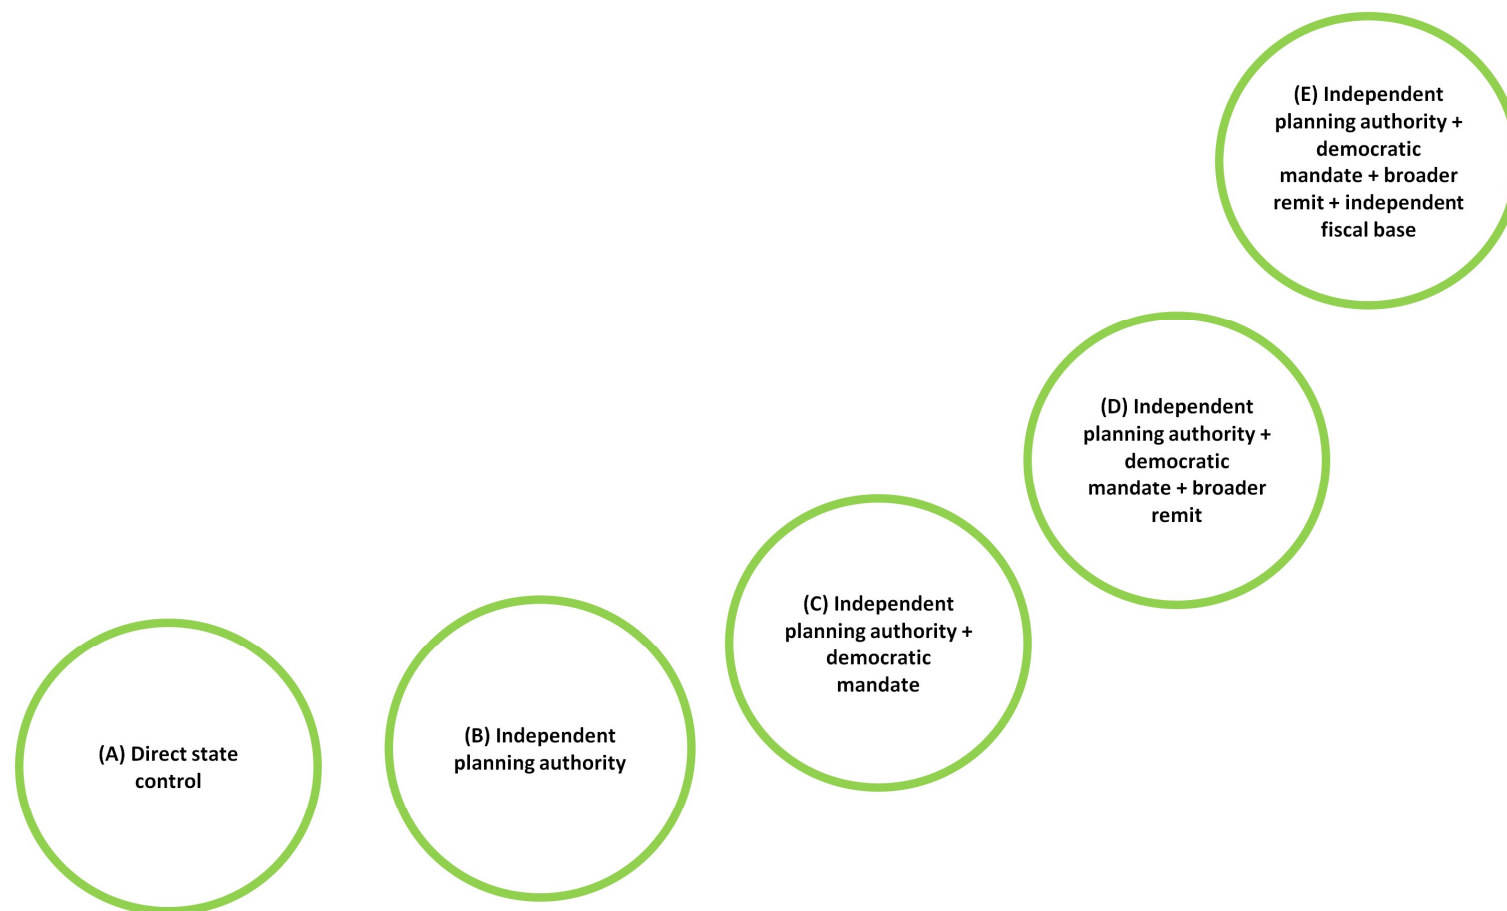 (A) Direct state
control
(B) Independent
planning authority
(C) Independent
planning authority +
democratic
mandate
(D) Independent
planning authority +
democratic
mandate + broader
remit
(E) Independent
planning authority +
democratic
mandate + broader
remit + independent
fiscal base